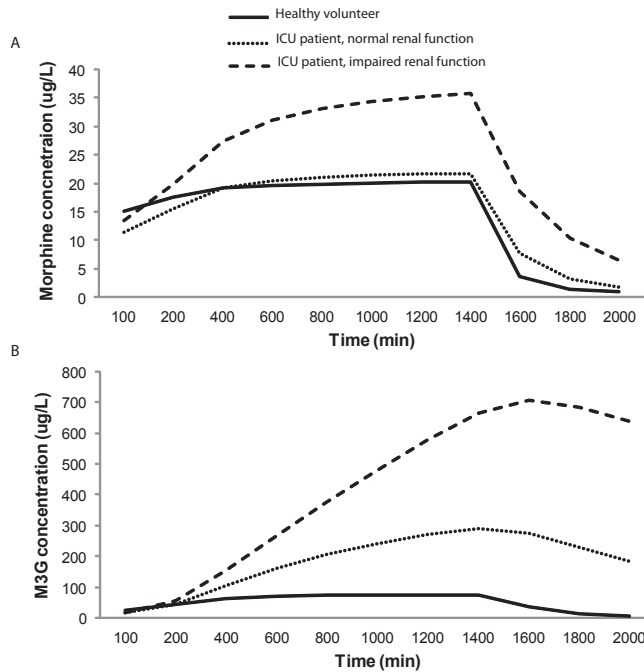 Healthy volunteer
ICU patient, normal renal function
ICU patient, impaired renal function
A
Morphine concnetraion (ug/L)
40
35
30
25
20
15
10
5
0
100 200 400 600 800 1000 1200 1400 1600 1800 2000
Time (min)
B
M3G concentration (ug/L)
800
700
600
500
400
300
200
100
0
100 200 400 600 800 1000 1200 1400 1600 1800 2000
Time (min)